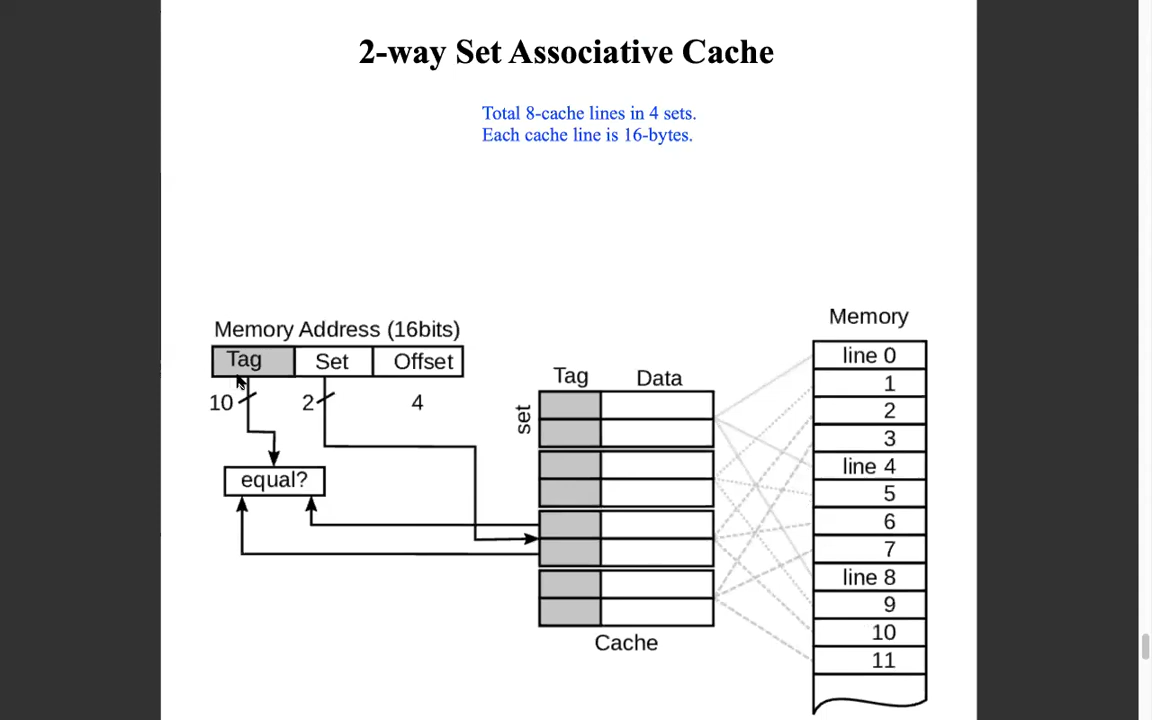 2-way Set Associative Cache
Total 8-cache lines in 4 sets.
Each cache line is 16-bytes.
Memory Address (16bits)
Tag Set Offset
10 2 4
equal?
Tag Data
set
Cache
Memory
line 0
1
2
3
line 4
5
6
7
line 8
9
10
11